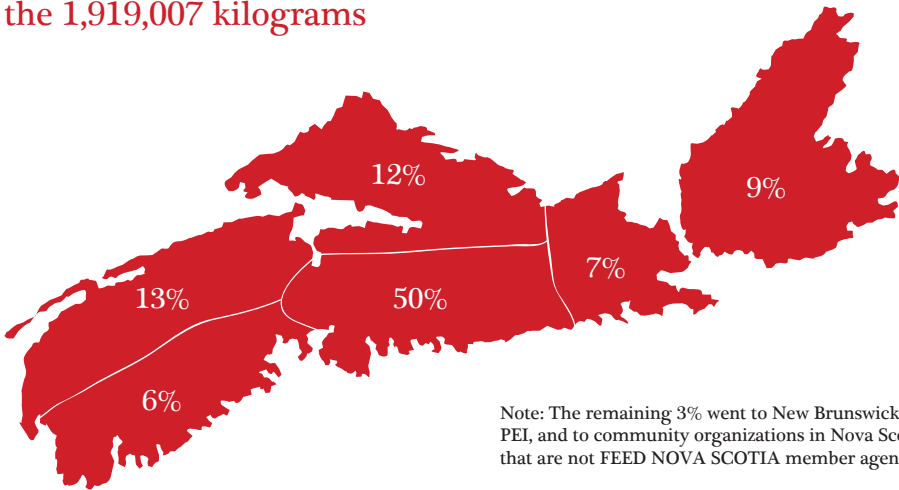 the 1,919,007 kilograms
12%
9%
7%
13%
50%
6%
Note: The remaining 3% went to New Brunswick
PEI, and to community organizations in Nova
that are not FEED NOVA SCOTIA member